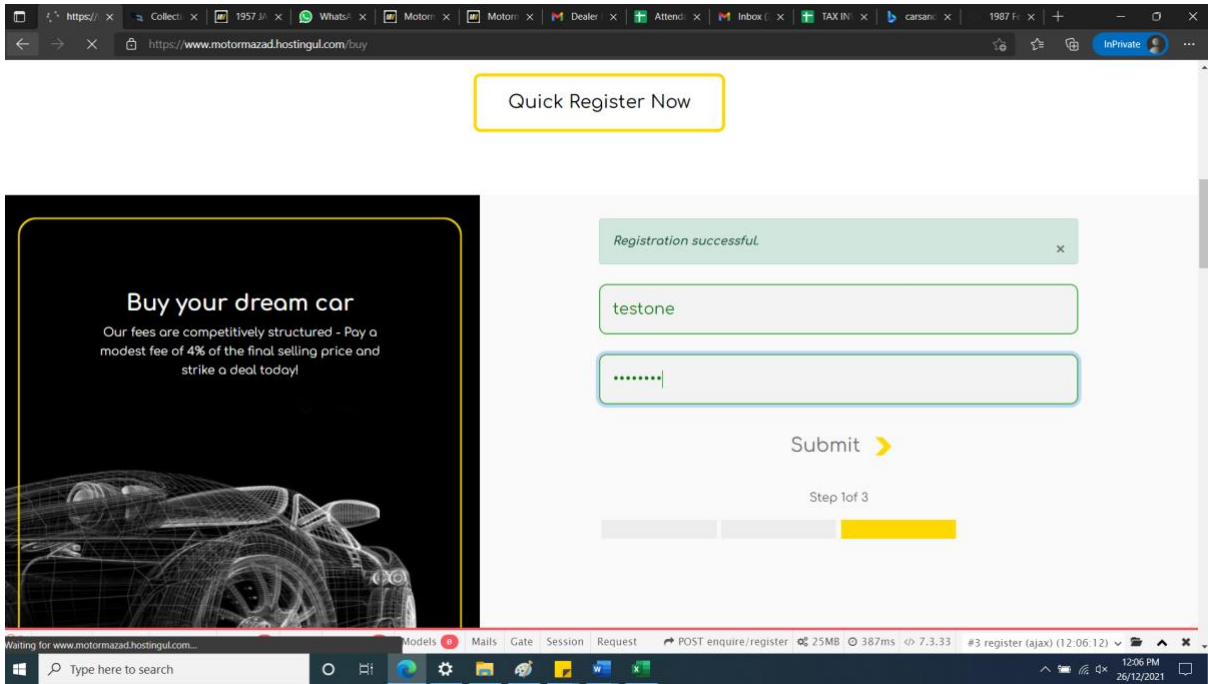 https://
Collecti
1957 JA
WhatsA
Motorm
Motorm
Dealer
Attenda
Inbox (
TAX INV
carsanc
1987 Fe
https://www.motormazad.hostingul.com/buy
InPrivate
Quick Register Now
Registration successful.
×
testone
Buy your dream car
Our fees are competitively structured - Pay a
modest fee of 4% of the final selling price and
strike a deal today!
••••••••
Submit
Step 1of 3
Waiting for www.motormazad.hostingul.com...
Models
Mails Gate Session Request POST enquire/register 25MB 387ms 7.3.33 #3 register (ajax) (12:06:12)
Type here to search
12:06 PM
26/12/2021